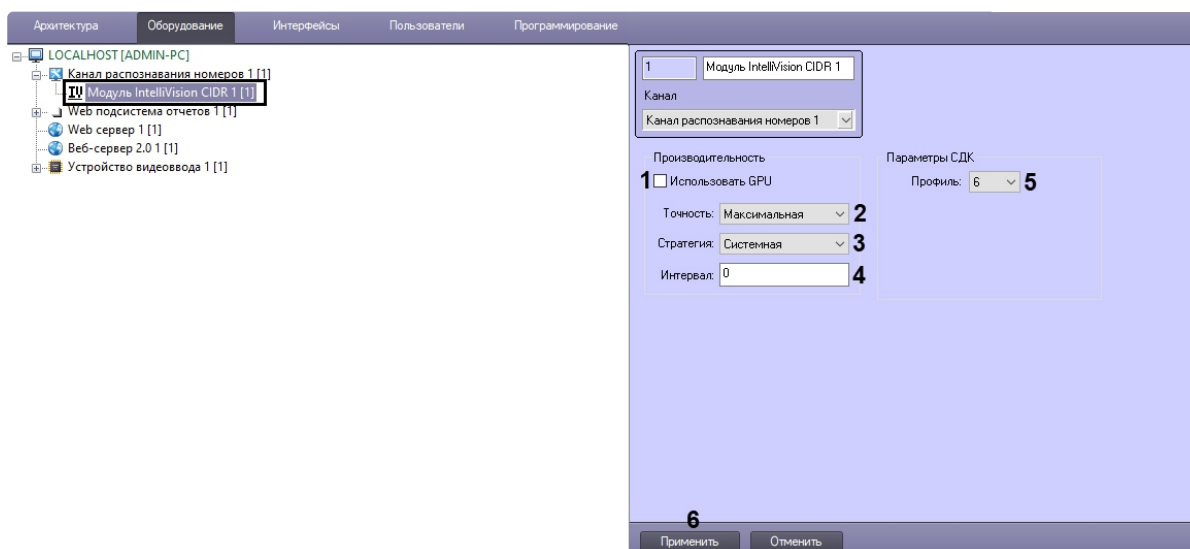 Архитектура Оборудование Интерфейсы Пользователи Программирование
LOCALHOST [ADMIN-PC]
Канал распознавания номеров 1 [1]
Модуль IntelliVision CIDR 1 [1]
Web подсистема отчетов 1 [1]
Web сервер 1 [1]
Веб-сервер 2.0 1 [1]
Устройство видеоввода 1 [1]
1 Модуль IntelliVision CIDR 1
Канал
Канал распознавания номеров 1
Производительность
1 Использовать GPU
Точность: Максимальная 2
Стратегия: Системная 3
Интервал: 0 4
Параметры СДК
Профиль: 6 5
6
Применить Отменить